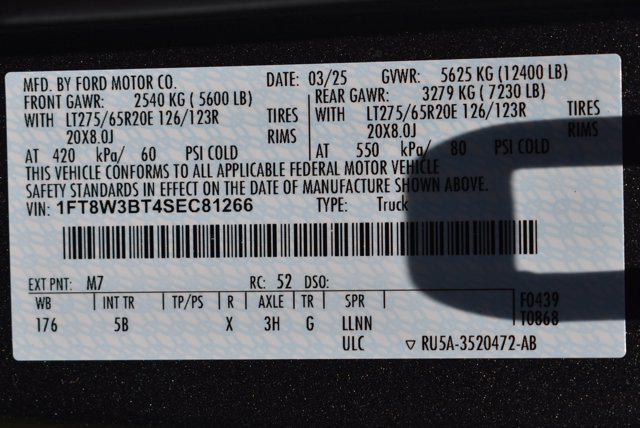 MFD. BY FORD MOTOR CO. DATE: 03/25 GVWR: 5625 KG (12400 LB)
FRONT GAWR: 2540 KG ( 5600 LB) REAR GAWR: 3279 KG ( 7230 LB)
WITH LT275/65R20E 126/123R TIRES WITH LT275/65R20E 126/123R TIRES
20X8.0J RIMS 20X8.0J RIMS
AT 420 kPa/ 60 PSI COLD AT 550 kPa/ 80 PSI COLD
THIS VEHICLE CONFORMS TO ALL APPLICABLE FEDERAL MOTOR VEHICLE
SAFETY STANDARDS IN EFFECT ON THE DATE OF MANUFACTURE SHOWN ABOVE.
VIN: 1FT8W3BT4SEC81266 TYPE: Truck
EXT PNT: M7 RC: 52 DSO:
WB INT TR TP/PS R AXLE TR SPR F0439
176 5B X 3H G LLNN T0868
ULC ▽ RU5A-3520472-AB